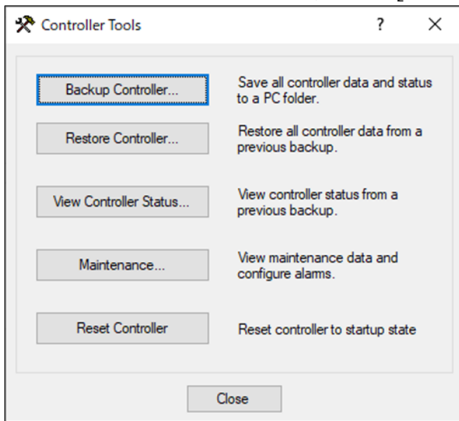 Controller Tools
?
Backup Controller...
Save all controller data and status
to a PC folder.
Restore Controller...
Restore all controller data from a
previous backup.
View Controller Status...
View controller status from a
previous backup.
Maintenance...
View maintenance data and
configure alarms.
Reset Controller
Reset controller to startup state
Close